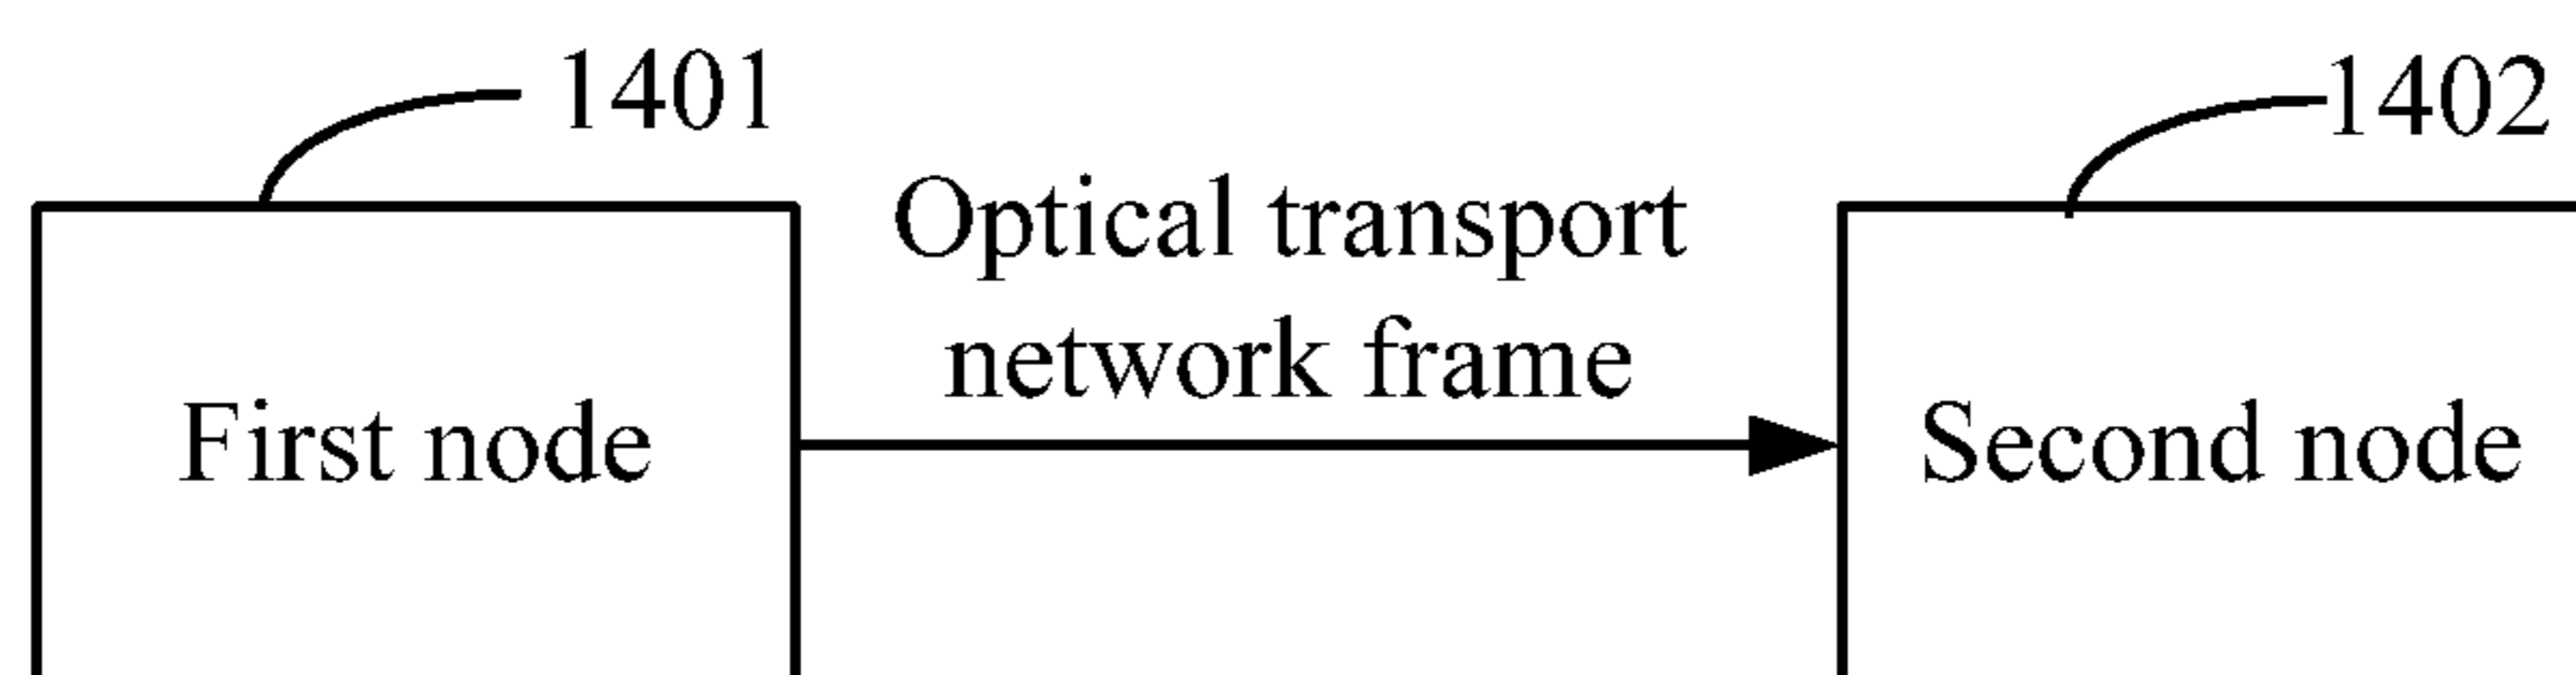 1401
1402
Optical transport
network frame
First node
Second node